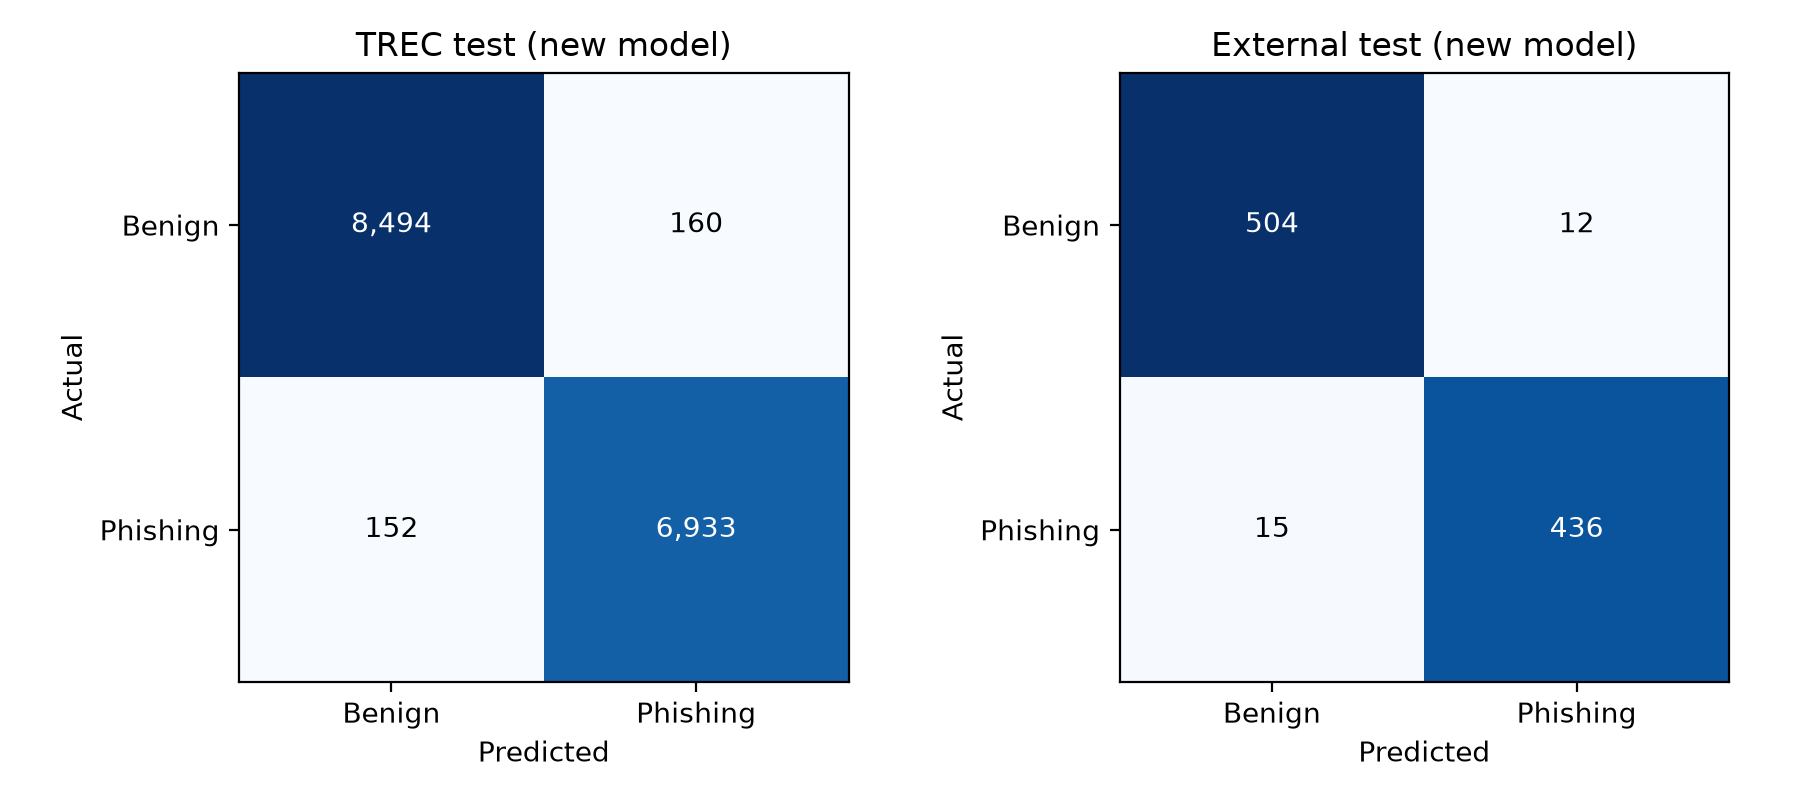 TREC test (new model)
Benign
8,494
160
Actual
Phishing
152
6,933
Benign
Phishing
Predicted
External test (new model)
Benign
504
12
Actual
Phishing
15
436
Benign
Phishing
Predicted